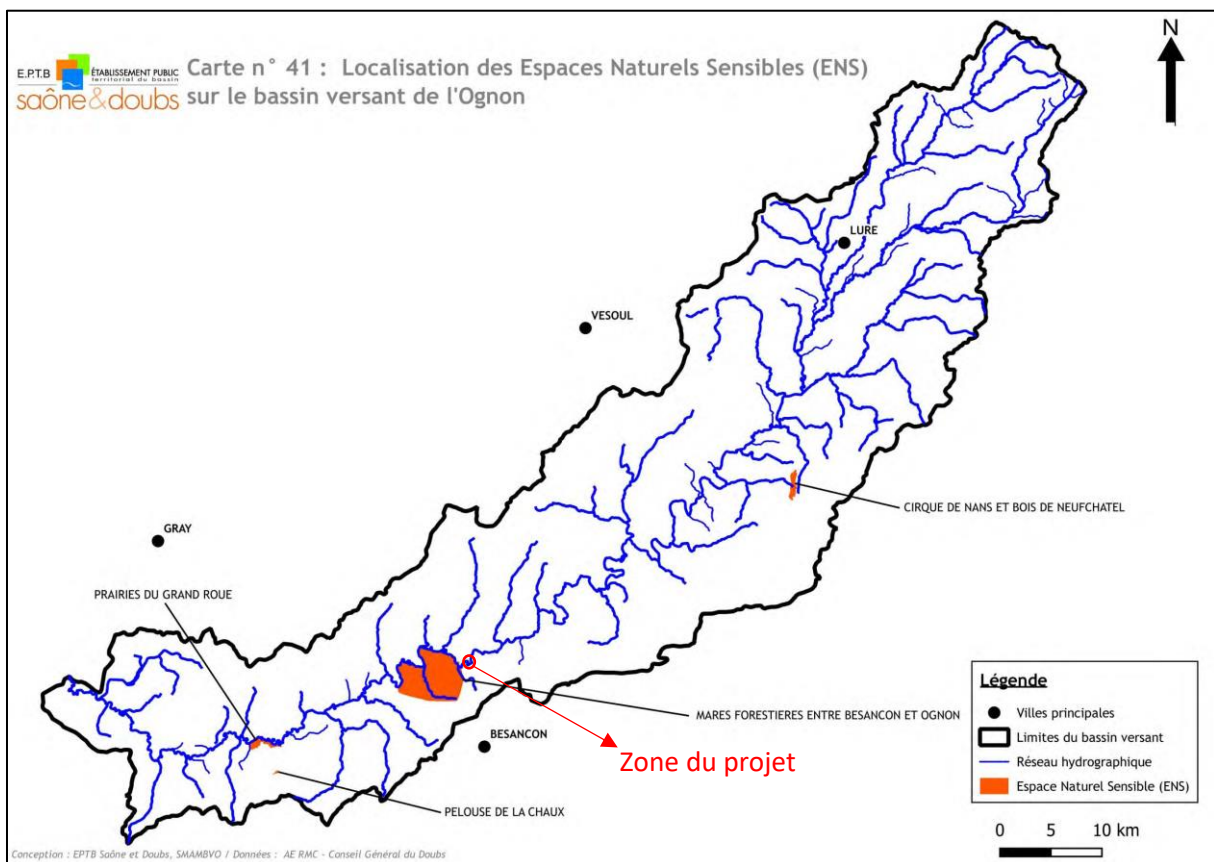 E.P.T.B
ÉTABLISSEMENT PUBLIC
territorial du bassin
saône&doubs
Carte n° 41 : Localisation des Espaces Naturels Sensibles (ENS)
sur le bassin versant de l'Ognon
N
LURE
VESOUL
CIRQUE DE NANS ET BOIS DE NEUFCHATEL
GRAY
PRAIRIES DU GRAND ROUE
MARES FORESTIERES ENTRE BESANCON ET OGNON
BESANCON
Zone du projet
PELOUSE DE LA CHAUX
Légende
Villes principales
Limites du bassin versant
Réseau hydrographique
Espace Naturel Sensible (ENS)
0 5 10 km
Conception : EPTB Saône et Doubs, SMAMBVO / Données : AE RMC - Conseil Général du Doubs